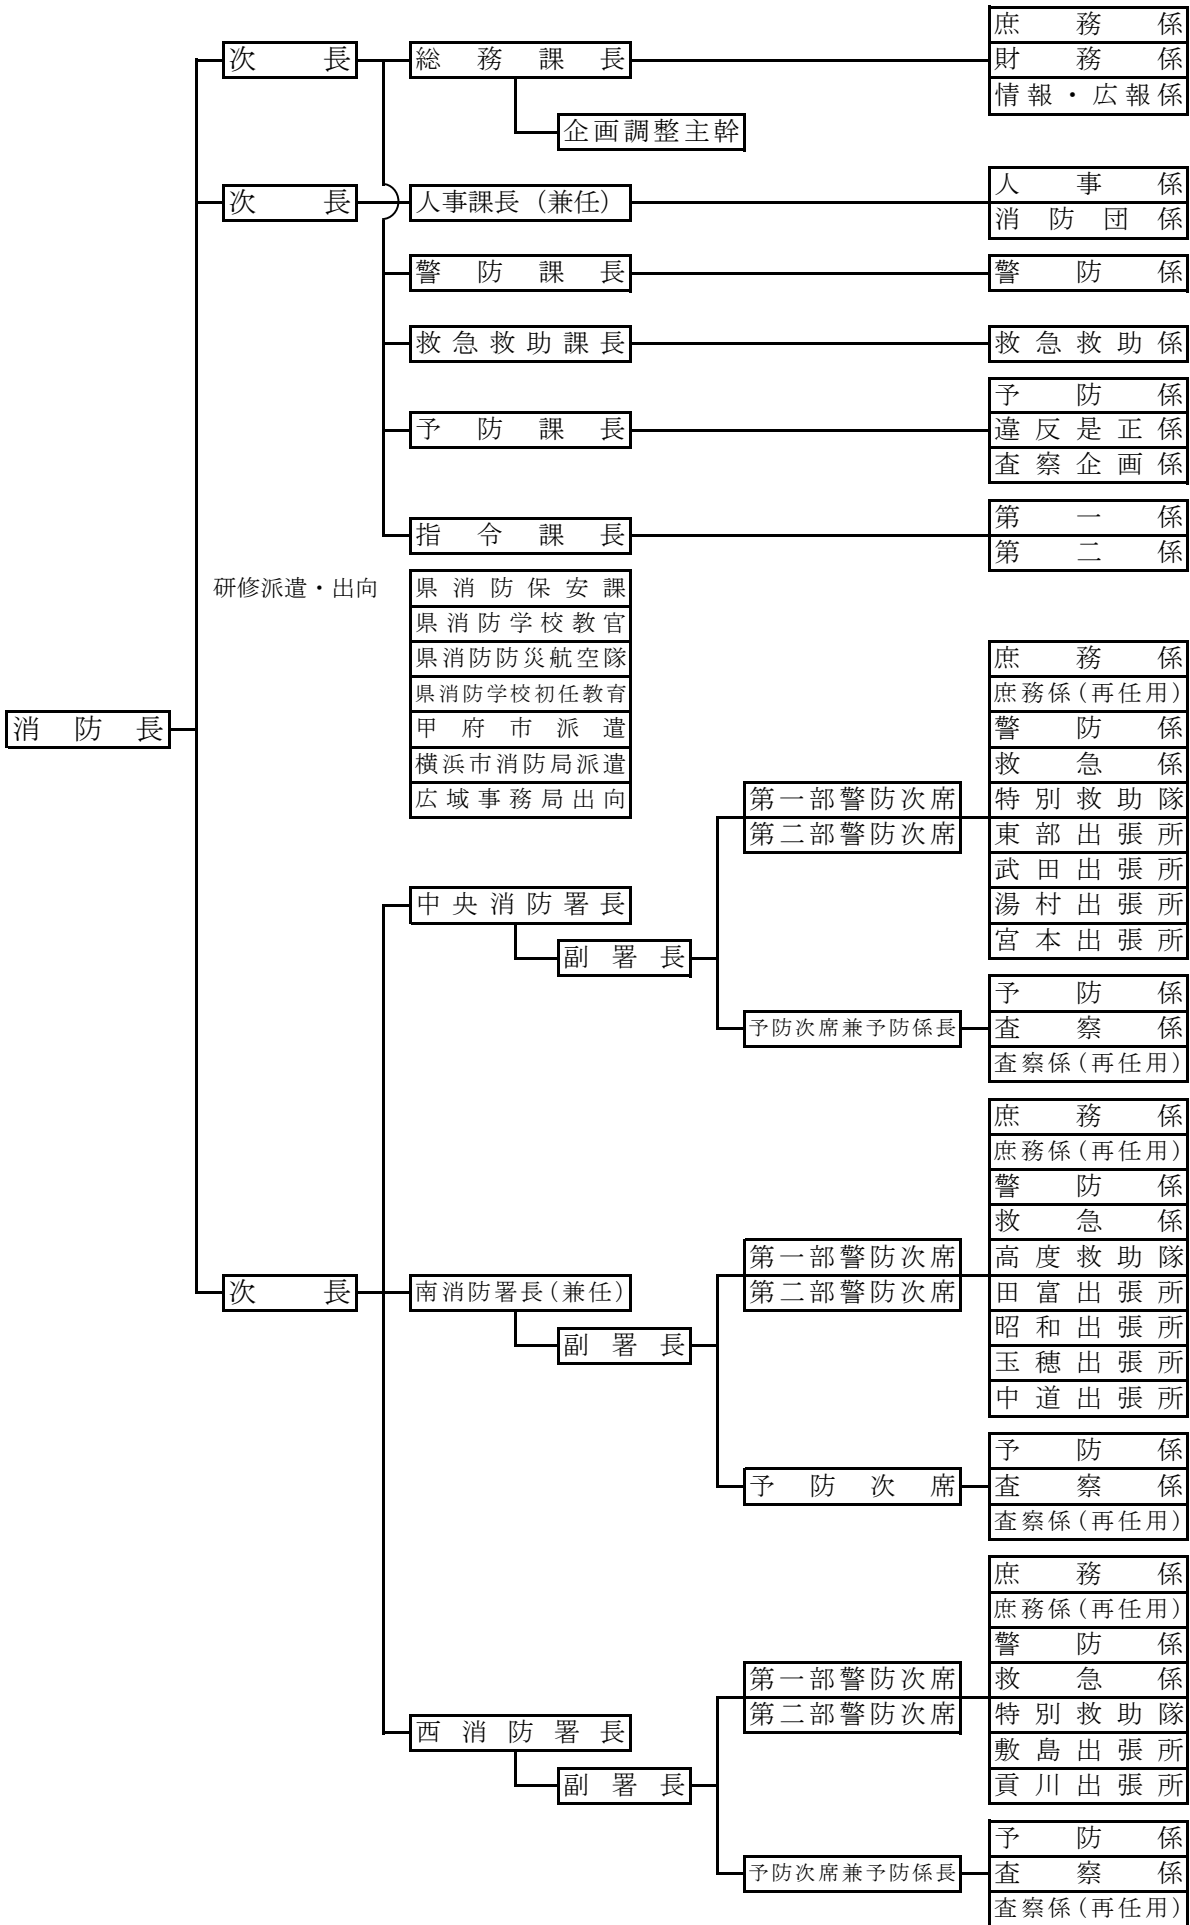 消防長
次長
総務課長
庶務係
財務係
情報・広報係
企画調整主幹
次長
人事課長（兼任）
人事係
消防団係
警防課長
警防係
救急救助課長
救急救助係
予防課長
予防係
違反是正係
査察企画係
指令課長
第一係
第二係
研修派遣・出向
県消防保安課
県消防学校教官
県消防防災航空隊
県消防学校初任教育
甲府市派遣
横浜市消防局派遣
広域事務局出向
次長
中央消防署長
副署長
第一部警防次席
第二部警防次席
庶務係
庶務係(再任用)
警防係
救急係
特別救助隊
東部出張所
武田出張所
湯村出張所
宮本出張所
予防次席兼予防係長
予防係
査察係
査察係(再任用)
南消防署長(兼任)
副署長
第一部警防次席
第二部警防次席
庶務係
庶務係(再任用)
警防係
救急係
高度救助隊
田富出張所
昭和出張所
玉穂出張所
中道出張所
予防次席
予防係
査察係
査察係(再任用)
西消防署長
副署長
第一部警防次席
第二部警防次席
庶務係
庶務係(再任用)
警防係
救急係
特別救助隊
敷島出張所
貢川出張所
予防次席兼予防係長
予防係
査察係
査察係(再任用)